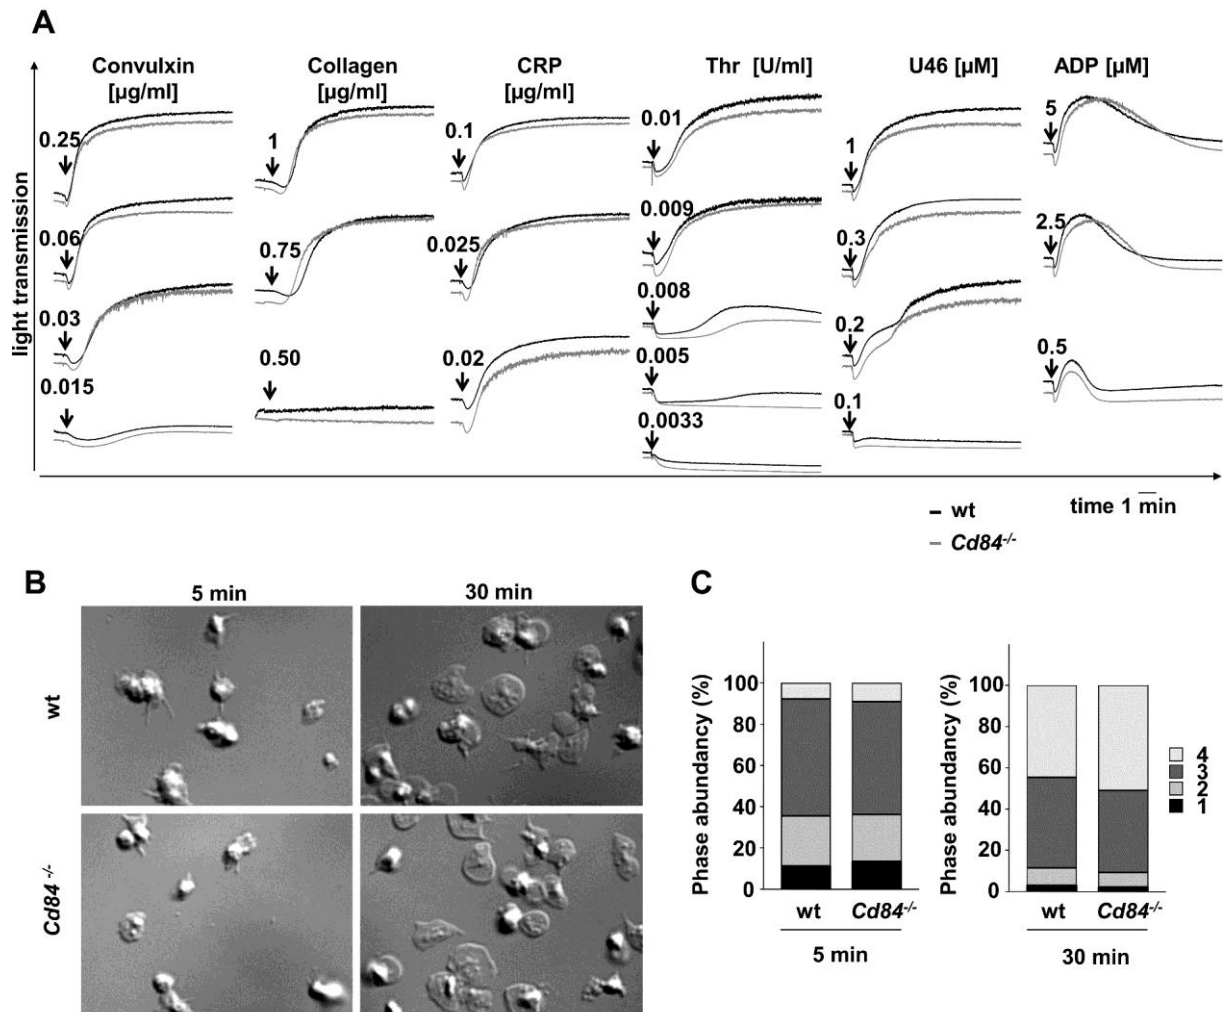 A
Convulxin [µg/ml]
Collagen [µg/ml]
CRP [µg/ml]
Thr [U/ml]
U46 [µM]
ADP [µM]
light transmission
0.25
0.06
0.03
0.015
1
0.75
0.50
0.1
0.025
0.02
0.01
0.009
0.008
0.005
0.0033
1
0.3
0.2
0.1
5
2.5
0.5
time 1 min
wt
Cd84-/-
B
5 min
30 min
wt
Cd84 -/-
C
Phase abundancy (%)
100
80
60
40
20
0
wt
Cd84-/-
5 min
Phase abundancy (%)
100
80
60
40
20
0
wt
Cd84-/-
30 min
4
3
2
1